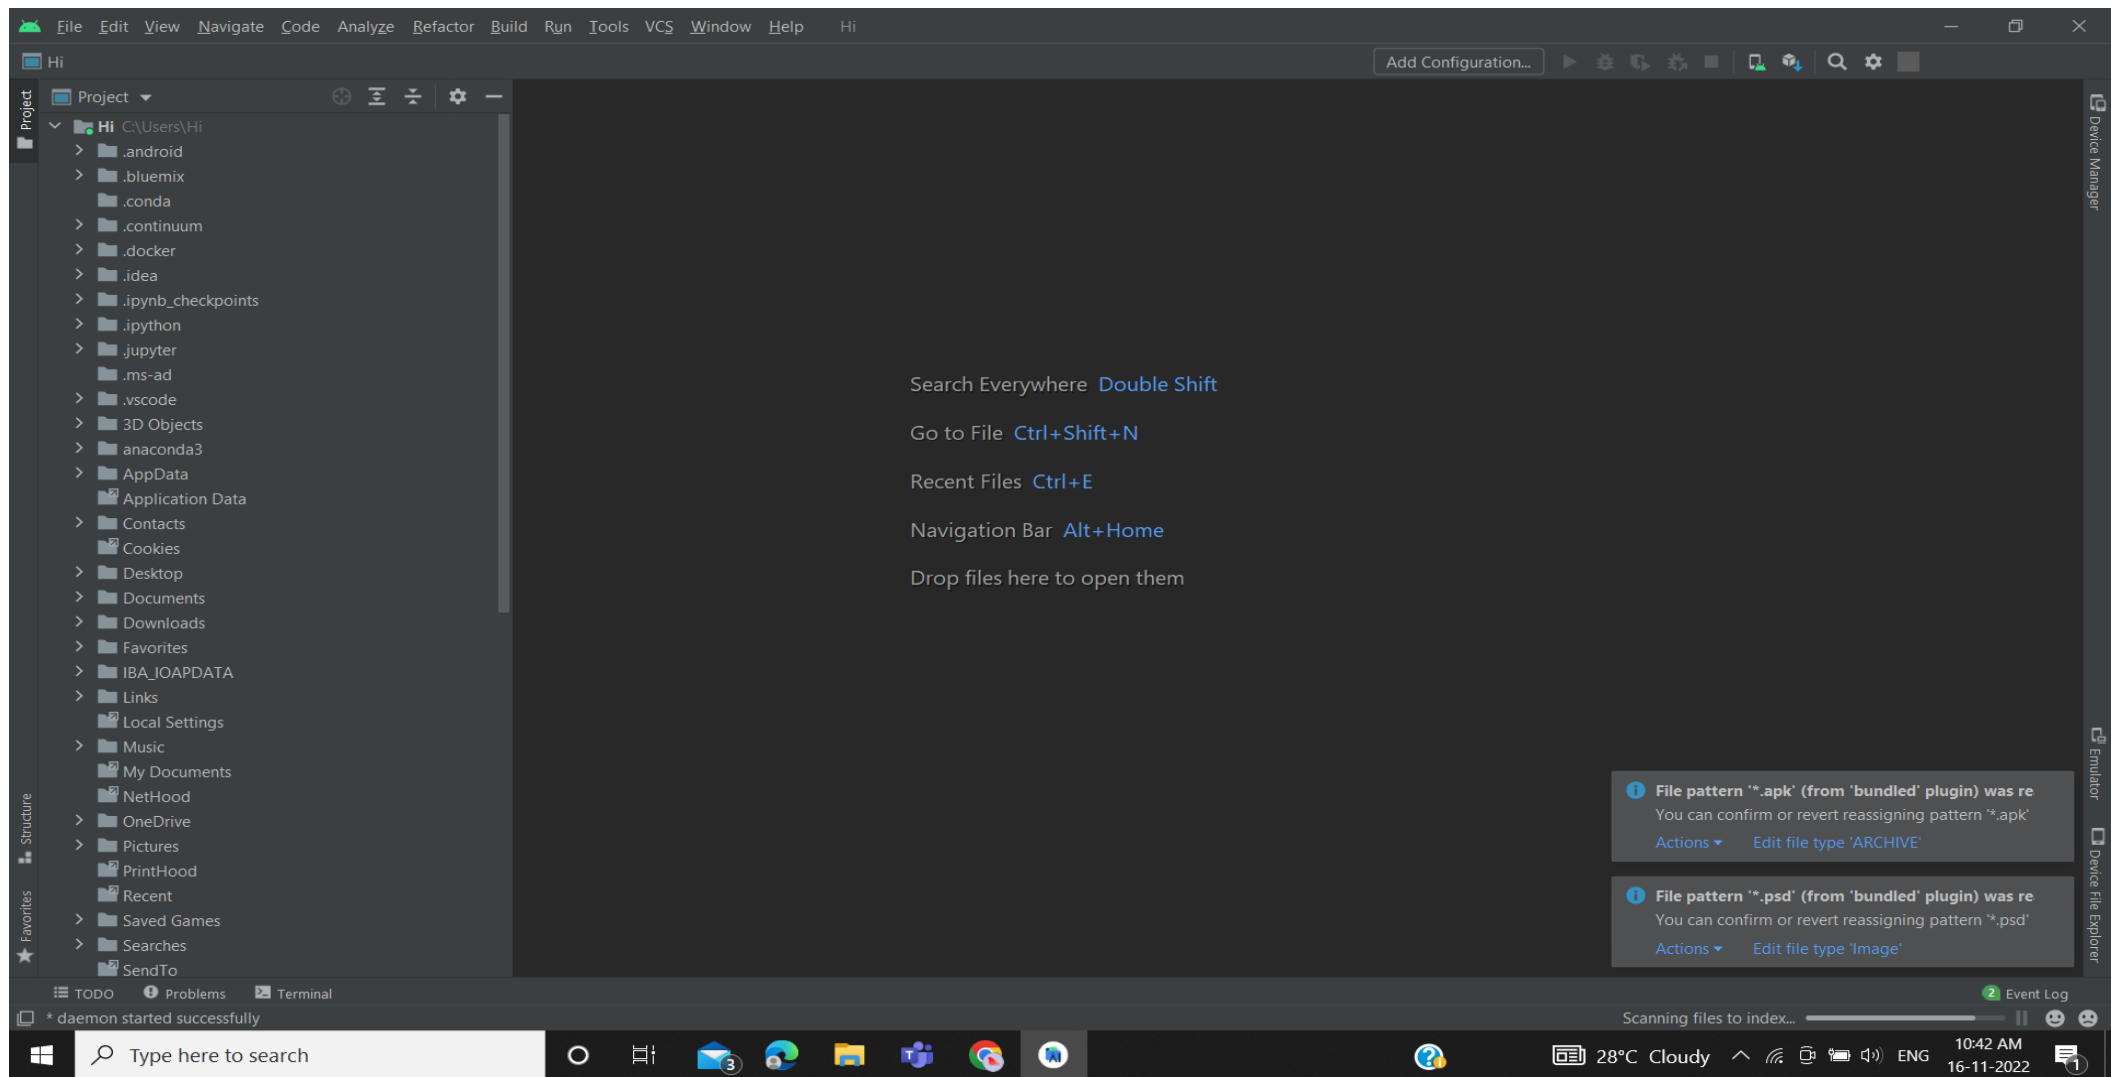 File Edit View Navigate Code Analyze Refactor Build Run Tools VCS Window Help Hi
Hi
Add Configuration...
Project
Project
Hi C:\Users\Hi
.android
.bluemix
.conda
.continuum
.docker
.idea
.ipynb_checkpoints
.ipython
.jupyter
.ms-ad
.vscode
3D Objects
anaconda3
AppData
Application Data
Contacts
Cookies
Desktop
Documents
Downloads
Favorites
IBA_IOAPDATA
Links
Local Settings
Music
My Documents
NetHood
OneDrive
Pictures
PrintHood
Recent
Saved Games
Searches
SendTo
Structure
Favorites
Search Everywhere Double Shift
Go to File Ctrl+Shift+N
Recent Files Ctrl+E
Navigation Bar Alt+Home
Drop files here to open them
Device Manager
Emulator
Device File Explorer
File pattern '*.apk' (from 'bundled' plugin) was re
You can confirm or revert reassigning pattern '*.apk'
Actions Edit file type 'ARCHIVE'
File pattern '*.psd' (from 'bundled' plugin) was re
You can confirm or revert reassigning pattern '*.psd'
Actions Edit file type 'Image'
TODO Problems Terminal
2 Event Log
* daemon started successfully
Scanning files to index...
Type here to search
3
28°C Cloudy
ENG
10:42 AM
16-11-2022
1